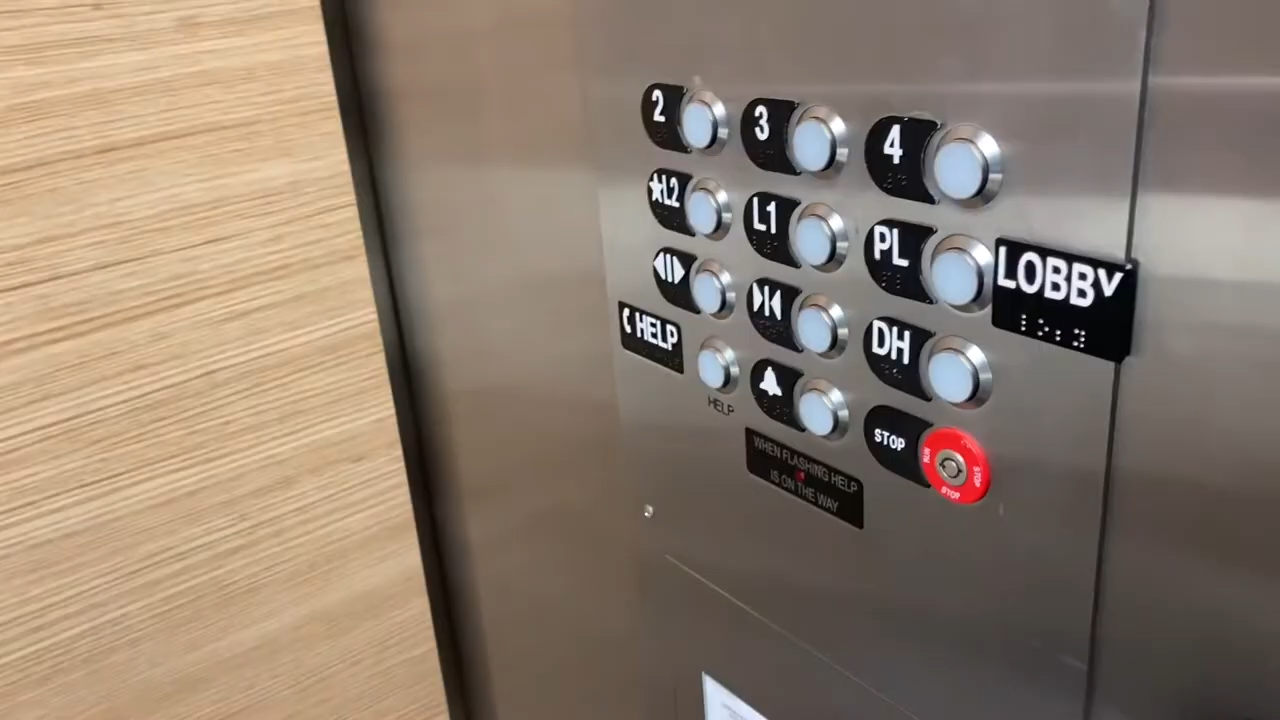 2
3
4
★L2
L1
PL
LOBBY
DH
HELP
HELP
STOP
RUN
STOP
STOP
WHEN FLASHING HELP
IS ON THE WAY